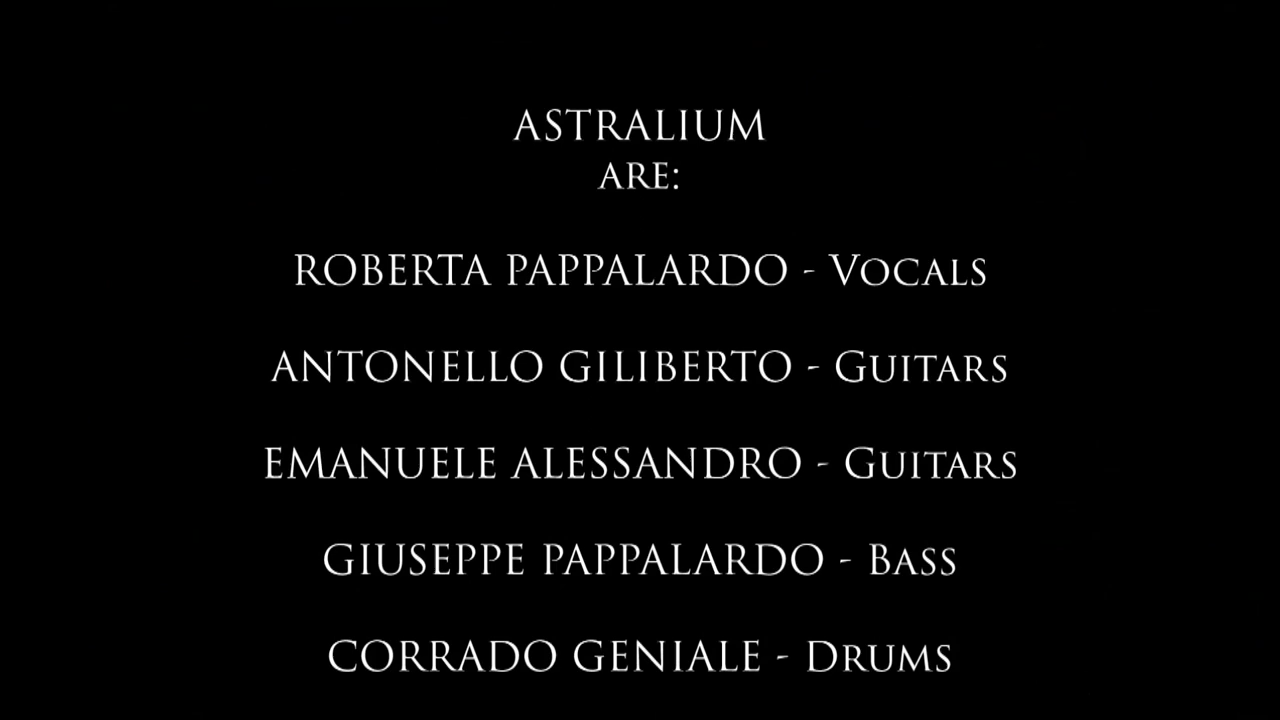 ASTRALIUM
ARE:
ROBERTA PAPPALARDO - VOCALS
ANTONELLO GILIBERTO - GUITARS
EMANUELE ALESSANDRO - GUITARS
GIUSEPPE PAPPALARDO - BASS
CORRADO GENIALE - DRUMS